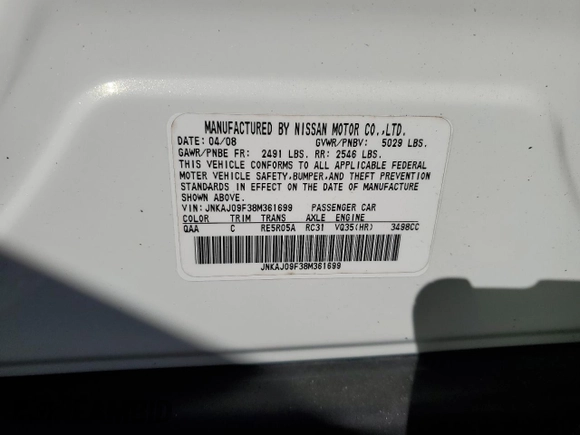 MANUFACTURED BY NISSAN MOTOR CO.,LTD.
DATE: 04/08 GVWR/PNBV: 5029 LBS.
GAWR/PNBE FR: 2491 LBS. RR: 2546 LBS.
THIS VEHICLE CONFORMS TO ALL APPLICABLE FEDERAL
MOTOR VEHICLE SAFETY,BUMPER,AND THEFT PREVENTION
STANDARDS IN EFFECT ON THE DATE OF MANUFACTURE
SHOWN ABOVE.
VIN: JNKAJ09F38M361699 PASSENGER CAR
COLOR TRIM TRANS AXLE ENGINE
QAA C RE5R05A RC31 VQ35(HR) 3498CC
JNKAJ09F38M361699